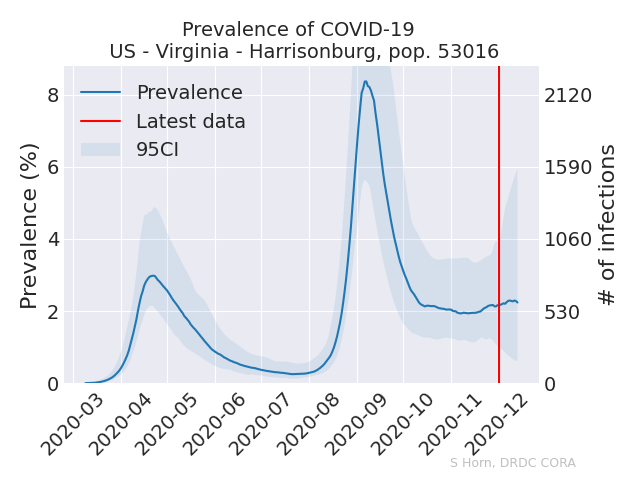 Prevalence of COVID-19
US - Virginia - Harrisonburg, pop. 53016
Prevalence
Latest data
95CI
Prevalence (%)
8
6
4
2
0
2120
1590
1060
530
0
# of infections
2020-03
2020-04
2020-05
2020-06
2020-07
2020-08
2020-09
2020-10
2020-11
2020-12
S Horn, DRDC CORA